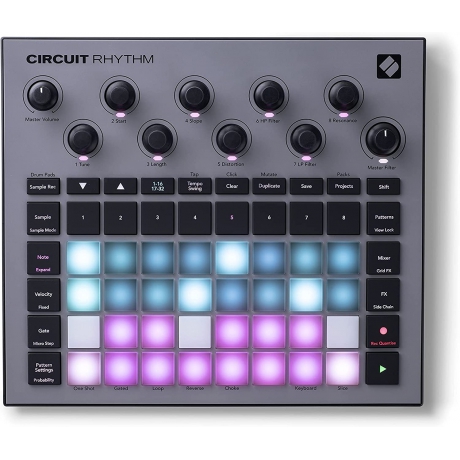 CIRCUIT RHYTHM
Master Volume
2 Start
4 Slope
6 HP Filter
8 Resonance
1 Tune
3 Length
5 Distortion
7 LP Filter
Master Filter
Drum Pads
Tap
Click
Mutate
Packs
Sample Rec
▼
▲
1-16
17-32
Tempo
Swing
Clear
Duplicate
Save
Projects
Shift
Sample
Sample Mode
1
2
3
4
5
6
7
8
Patterns
View Lock
Note
Expand
Mixer
Grid FX
Velocity
Fixed
FX
Side Chain
Gate
Micro Step
Rec Quantise
Pattern
Settings
Probability
One Shot
Gated
Loop
Reverse
Choke
Keyboard
Slice